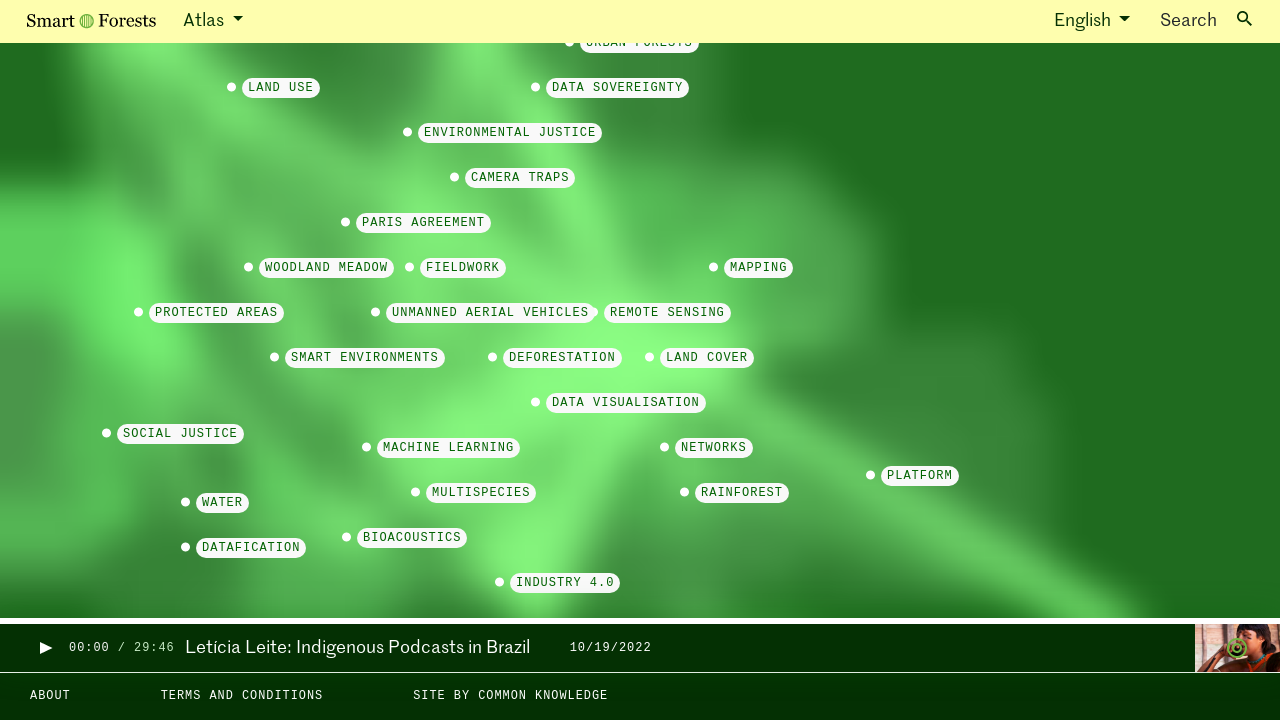 Smart Forests Atlas English Search
URBAN FORESTS
LAND USE DATA SOVEREIGNTY
ENVIRONMENTAL JUSTICE
CAMERA TRAPS
PARIS AGREEMENT
WOODLAND MEADOW FIELDWORK MAPPING
PROTECTED AREAS UNMANNED AERIAL VEHICLES REMOTE SENSING
SMART ENVIRONMENTS DEFORESTATION LAND COVER
DATA VISUALISATION
SOCIAL JUSTICE
MACHINE LEARNING NETWORKS
PLATFORM
MULTISPECIES RAINFOREST
WATER
BIOACOUSTICS
DATAFICATION
INDUSTRY 4.0
00:00 / 29:46 Letícia Leite: Indigenous Podcasts in Brazil 10/19/2022
ABOUT TERMS AND CONDITIONS SITE BY COMMON KNOWLEDGE